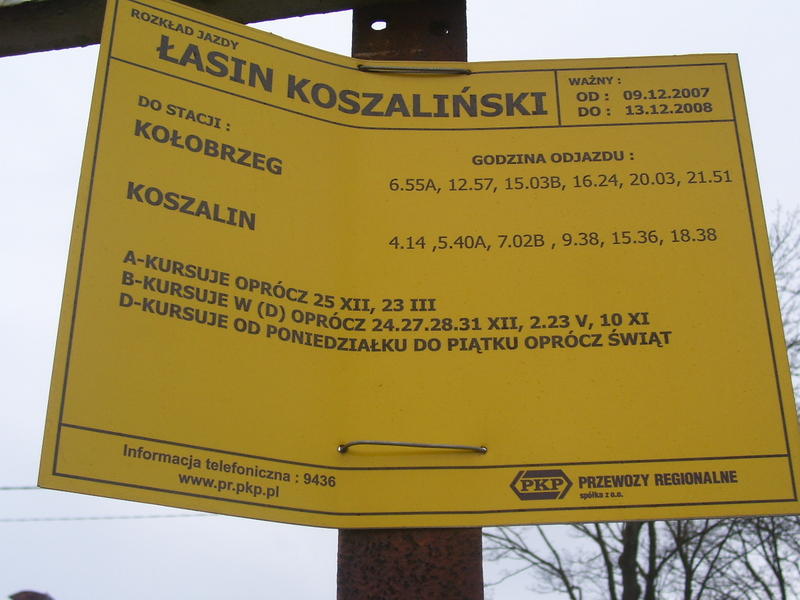 ROZKŁAD JAZDY
ŁASIN KOSZALIŃSKI
WAŻNY :
OD : 09.12.2007
DO : 13.12.2008
DO STACJI :
GODZINA ODJAZDU :
KOŁOBRZEG
6.55A, 12.57, 15.03B, 16.24, 20.03, 21.51
KOSZALIN
4.14 ,5.40A, 7.02B , 9.38, 15.36, 18.38
A-KURSUJE OPRÓCZ 25 XII, 23 III
B-KURSUJE W (D) OPRÓCZ 24.27.28.31 XII, 2.23 V, 10 XI
D-KURSUJE OD PONIEDZIAŁKU DO PIĄTKU OPRÓCZ ŚWIĄT
Informacja telefoniczna : 9436
www.pr.pkp.pl
PKP PRZEWOZY REGIONALNE
spółka z o.o.